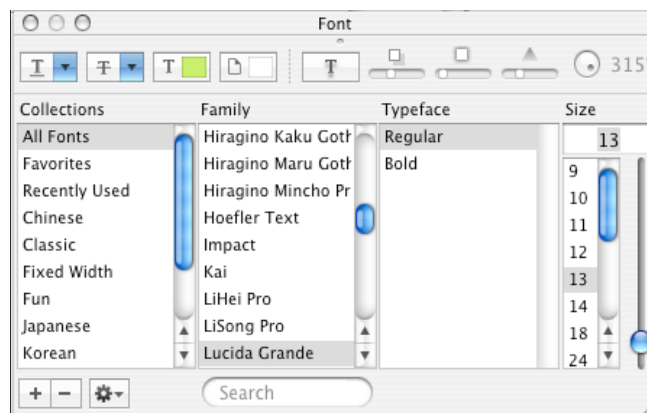 Font
T T T T 315°
Collections Family Typeface Size
All Fonts Hiragino Kaku Goth Regular 13
Favorites Hiragino Maru Goth Bold 9
Recently Used Hiragino Mincho Pr 10
Chinese Hoefler Text 11
Classic Impact 12
Fixed Width Kai 13
Fun LiHei Pro 14
Japanese LiSong Pro 18
Korean Lucida Grande 24
Search